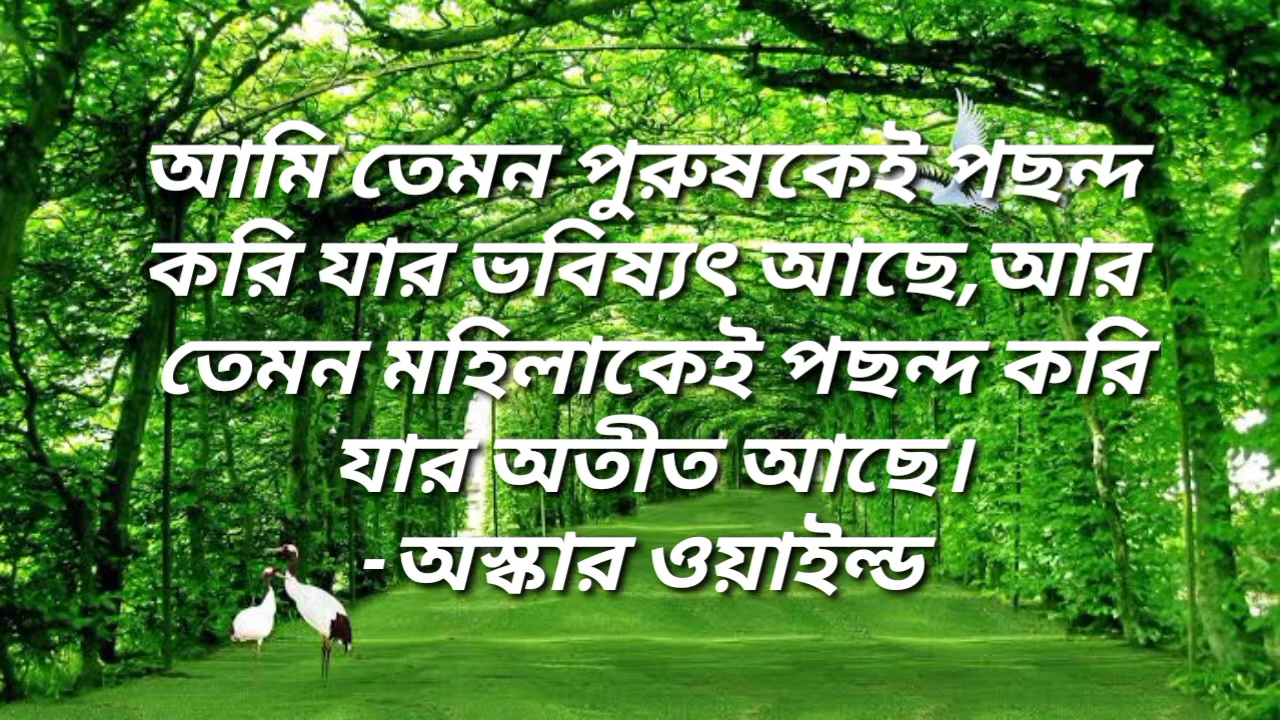 আমি তেমন পুরুষকেই পছন্দ
করি যার ভবিষ্যৎ আছে,আর
তেমন মহিলাকেই পছন্দ করি
যার অতীত আছে।
-অস্কার ওয়াইল্ড